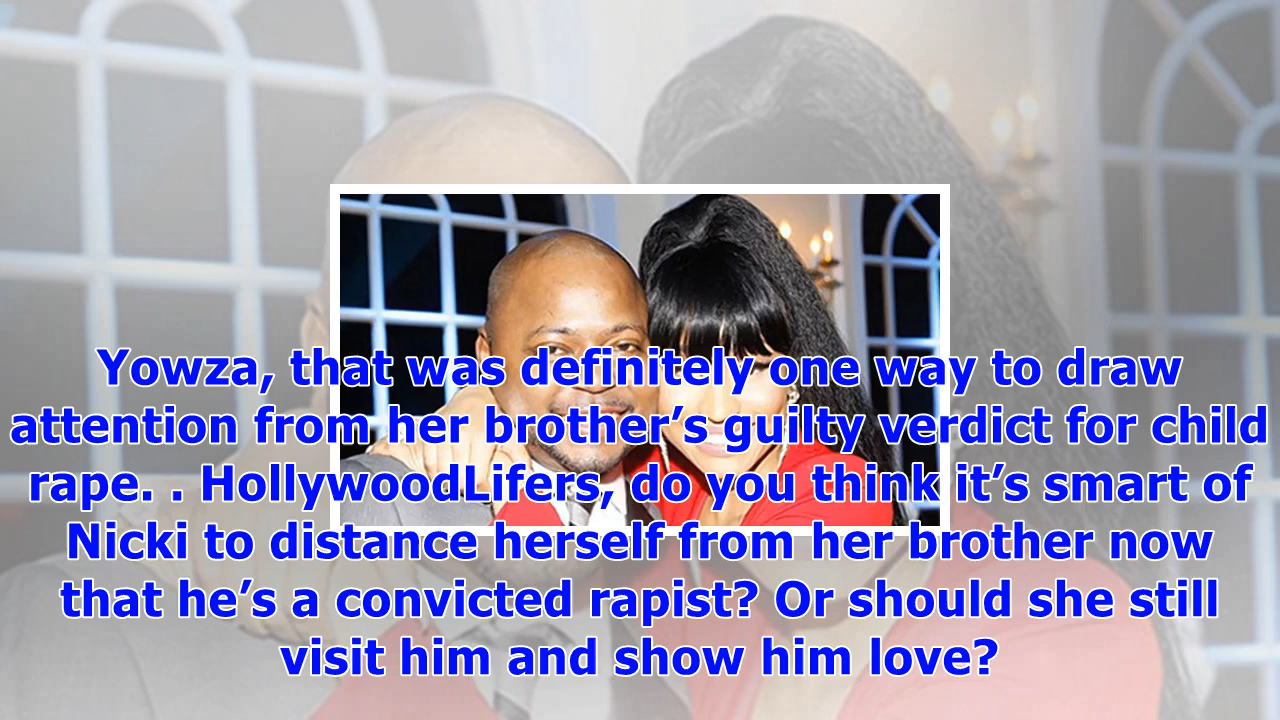 Yowza, that was definitely one way to draw
attention from her brother’s guilty verdict for child
rape. . HollywoodLifers, do you think it’s smart of
Nicki to distance herself from her brother now
that he’s a convicted rapist? Or should she still
visit him and show him love?